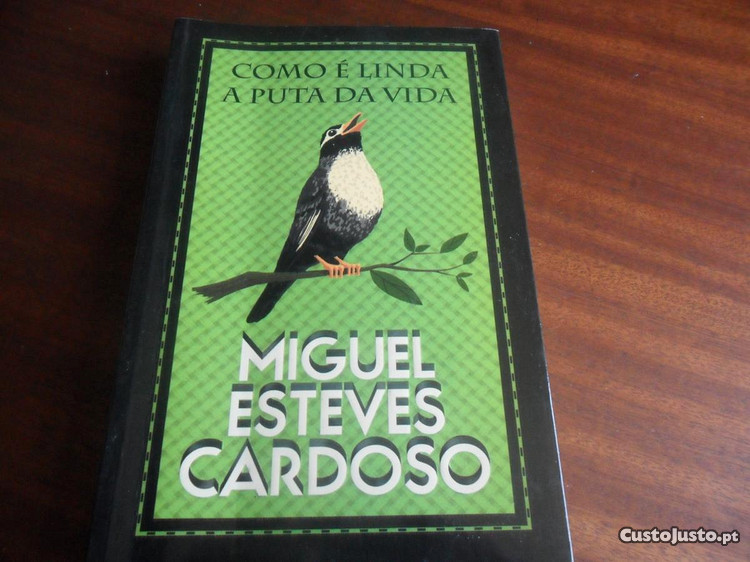 COMO É LINDA
A PUTA DA VIDA
MIGUEL
ESTEVES
CARDOSO
CustoJusto.pt